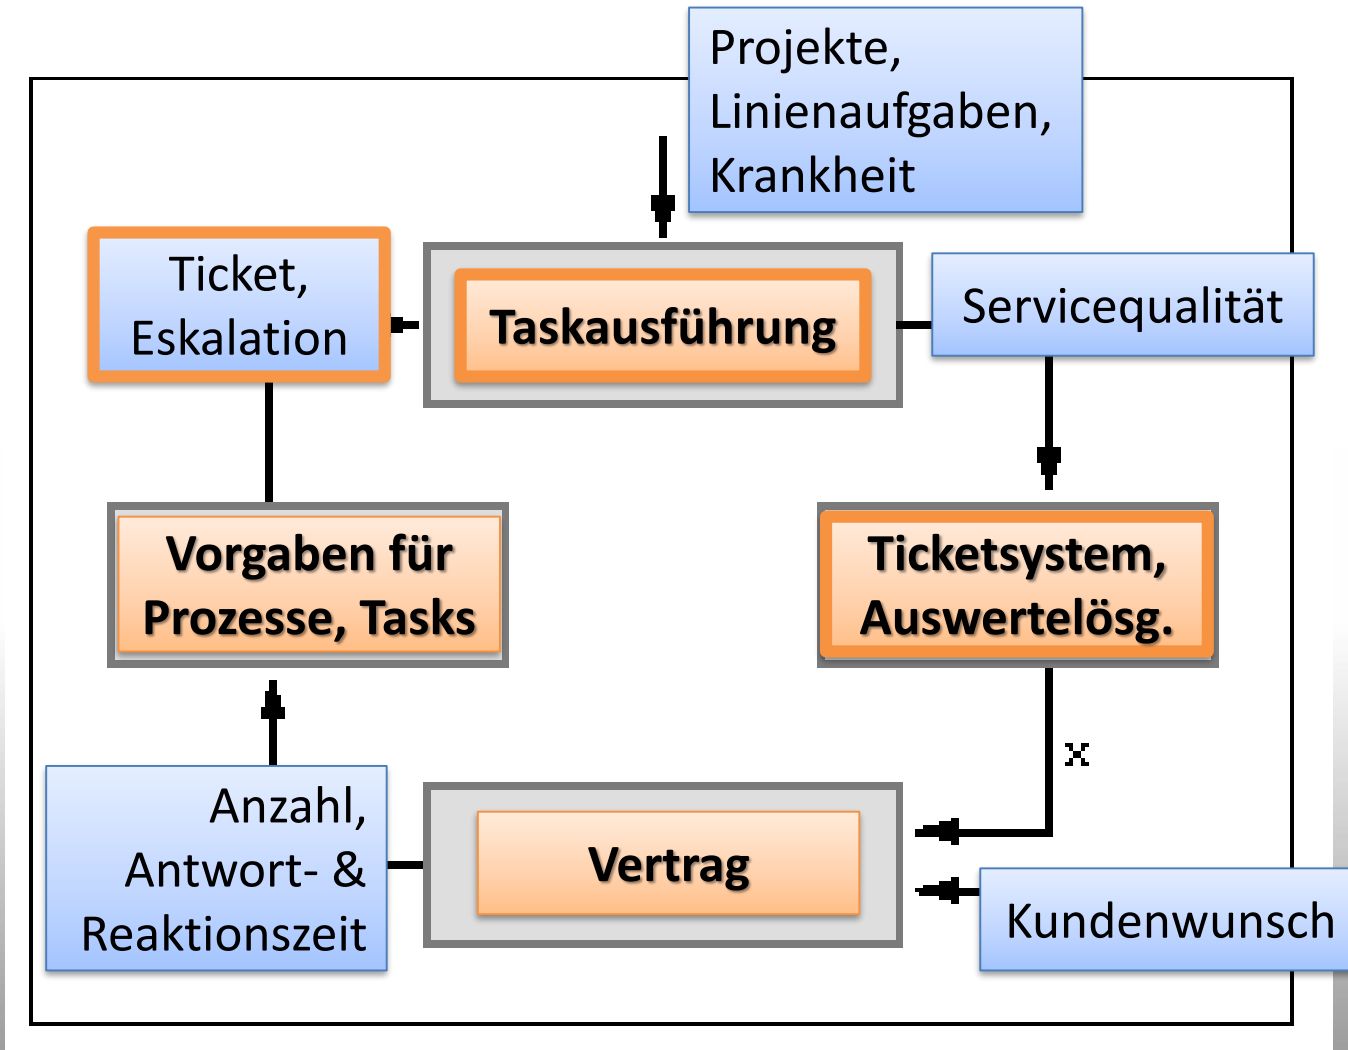 Projekte,
Linienaufgaben,
Krankheit
Ticket,
Eskalation
Taskausführung
Servicequalität
Vorgaben für
Prozesse, Tasks
Ticketsystem,
Auswertelösg.
x
Anzahl,
Antwort- &
Reaktionszeit
Vertrag
Kundenwunsch